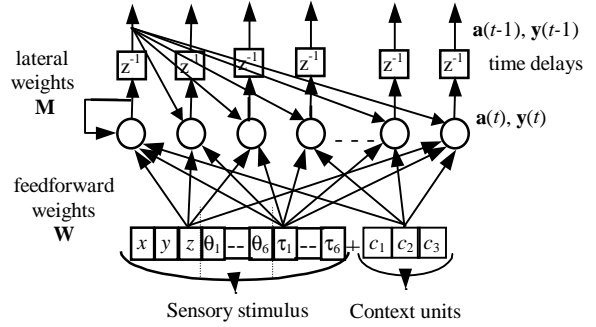 a(t-1), y(t-1)
lateral weights M
z⁻¹ z⁻¹ z⁻¹ z⁻¹ z⁻¹ z⁻¹
time delays
a(t), y(t)
feedforward weights W
x y z θ₁ -- θ₆ τ₁ -- τ₆ + c₁ c₂ c₃
Sensory stimulus
Context units